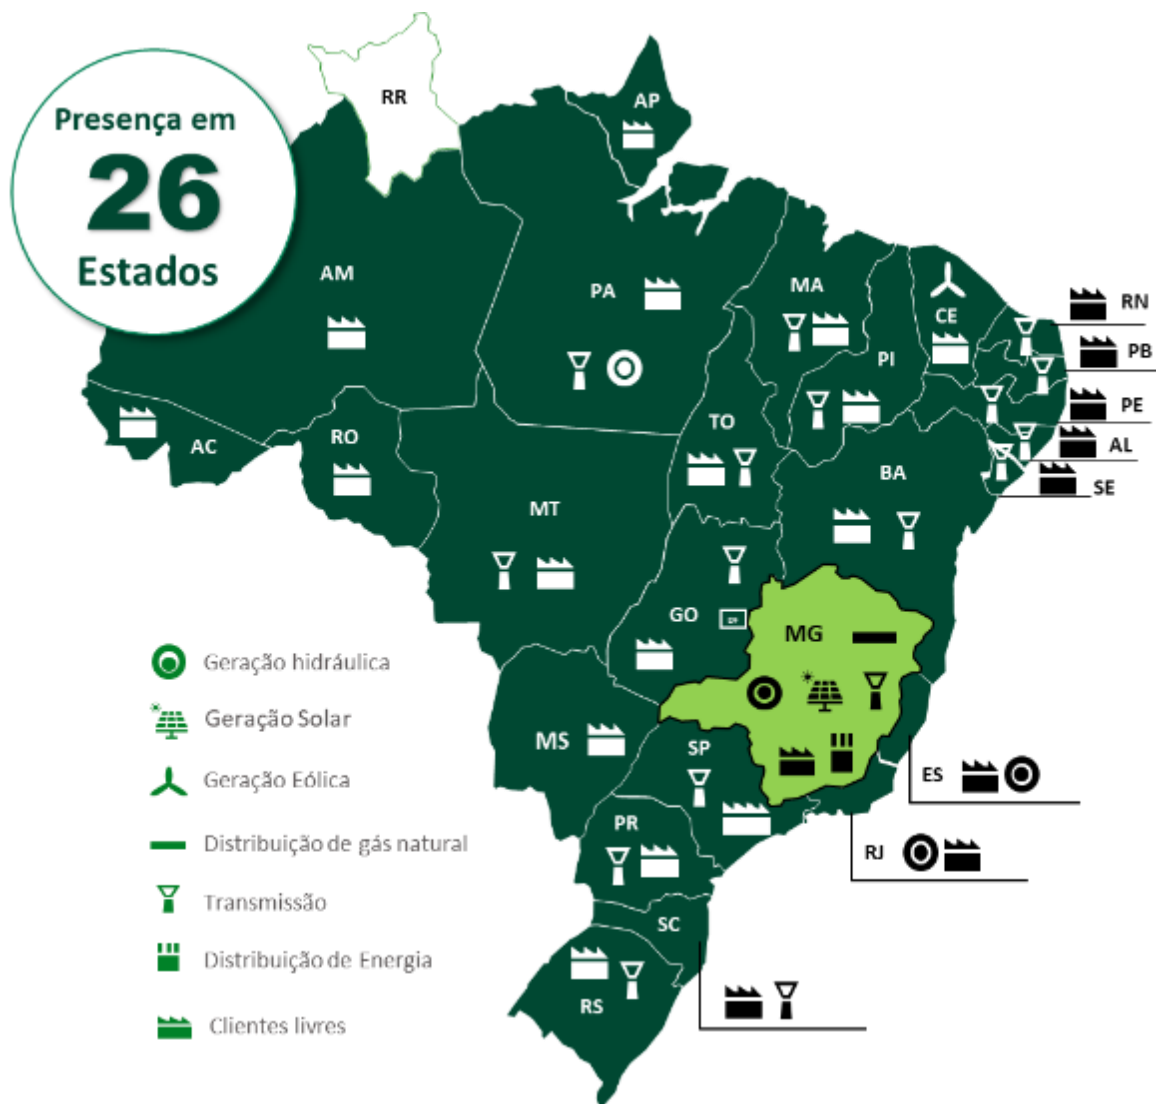 Presença em
26
Estados
RR
AP
AM
PA
MA
CE
RN
PB
PI
PE
TO
AL
AC
RO
BA
SE
MT
GO
MG
MS
SP
ES
PR
RJ
SC
RS
Geração hidráulica
Geração Solar
Geração Eólica
Distribuição de gás natural
Transmissão
Distribuição de Energia
Clientes livres